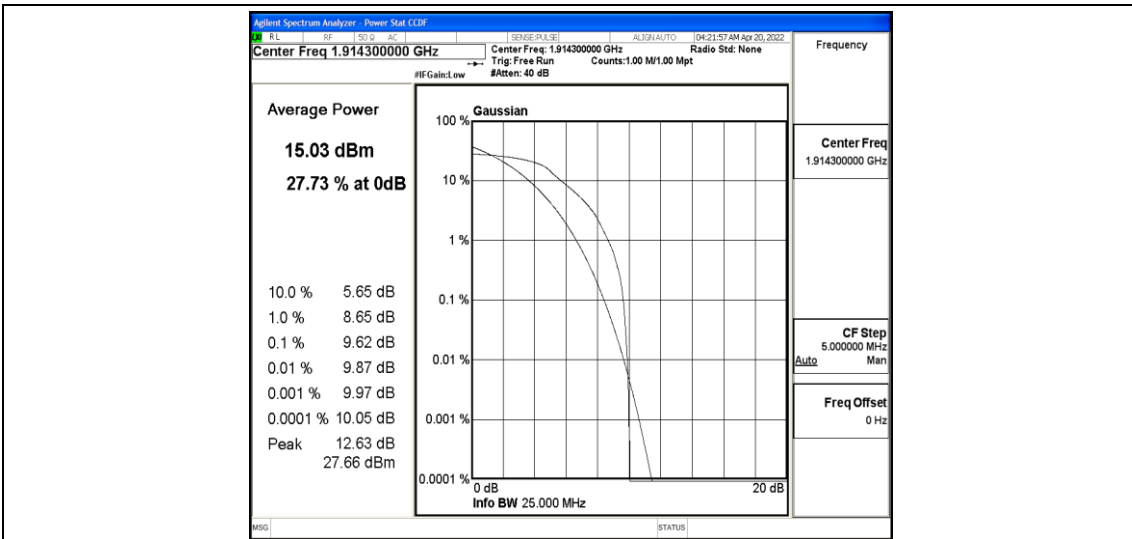 Agilent Spectrum Analyzer - Power Stat CCDF
LXI RL RF 50 Ω AC SENSE:PULSE ALIGN AUTO 04:21:57 AM Apr 20, 2022
Center Freq 1.914300000 GHz
Center Freq: 1.914300000 GHz Radio Std: None
Trig: Free Run Counts:1.00 M/1.00 Mpt
#IFGain:Low #Atten: 40 dB
Frequency
Average Power
15.03 dBm
27.73 % at 0dB
10.0 % 5.65 dB
1.0 % 8.65 dB
0.1 % 9.62 dB
0.01 % 9.87 dB
0.001 % 9.97 dB
0.0001 % 10.05 dB
Peak 12.63 dB
27.66 dBm
Gaussian
100 %
10 %
1 %
0.1 %
0.01 %
0.001 %
0.0001 %
0 dB 20 dB
Info BW 25.000 MHz
Center Freq
1.914300000 GHz
CF Step
5.000000 MHz
Auto Man
Freq Offset
0 Hz
MSG STATUS